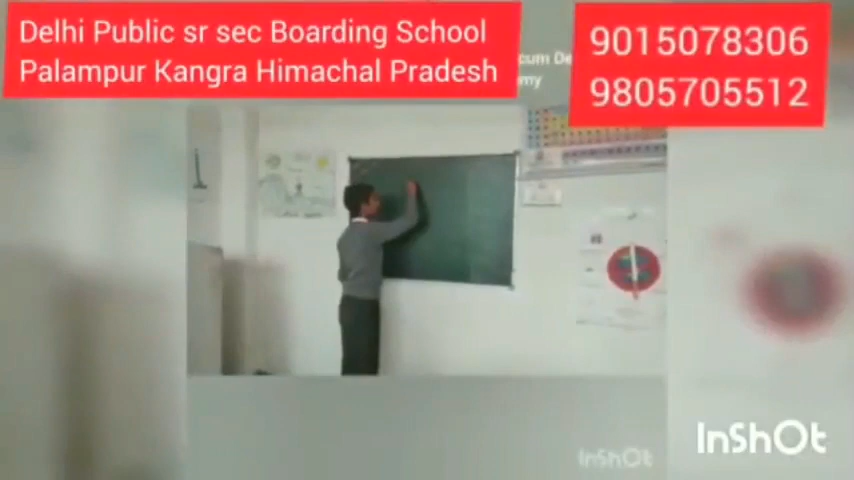 Delhi Public sr sec Boarding School
Palampur Kangra Himachal Pradesh
9015078306
9805705512
InShOt
InShOt